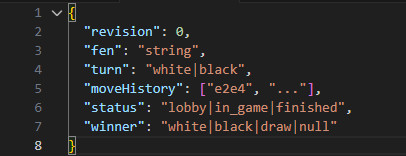 1 {
2 "revision": 0,
3 "fen": "string",
4 "turn": "white|black",
5 "moveHistory": ["e2e4", "..."],
6 "status": "lobby|in_game|finished",
7 "winner": "white|black|draw|null"
8 }